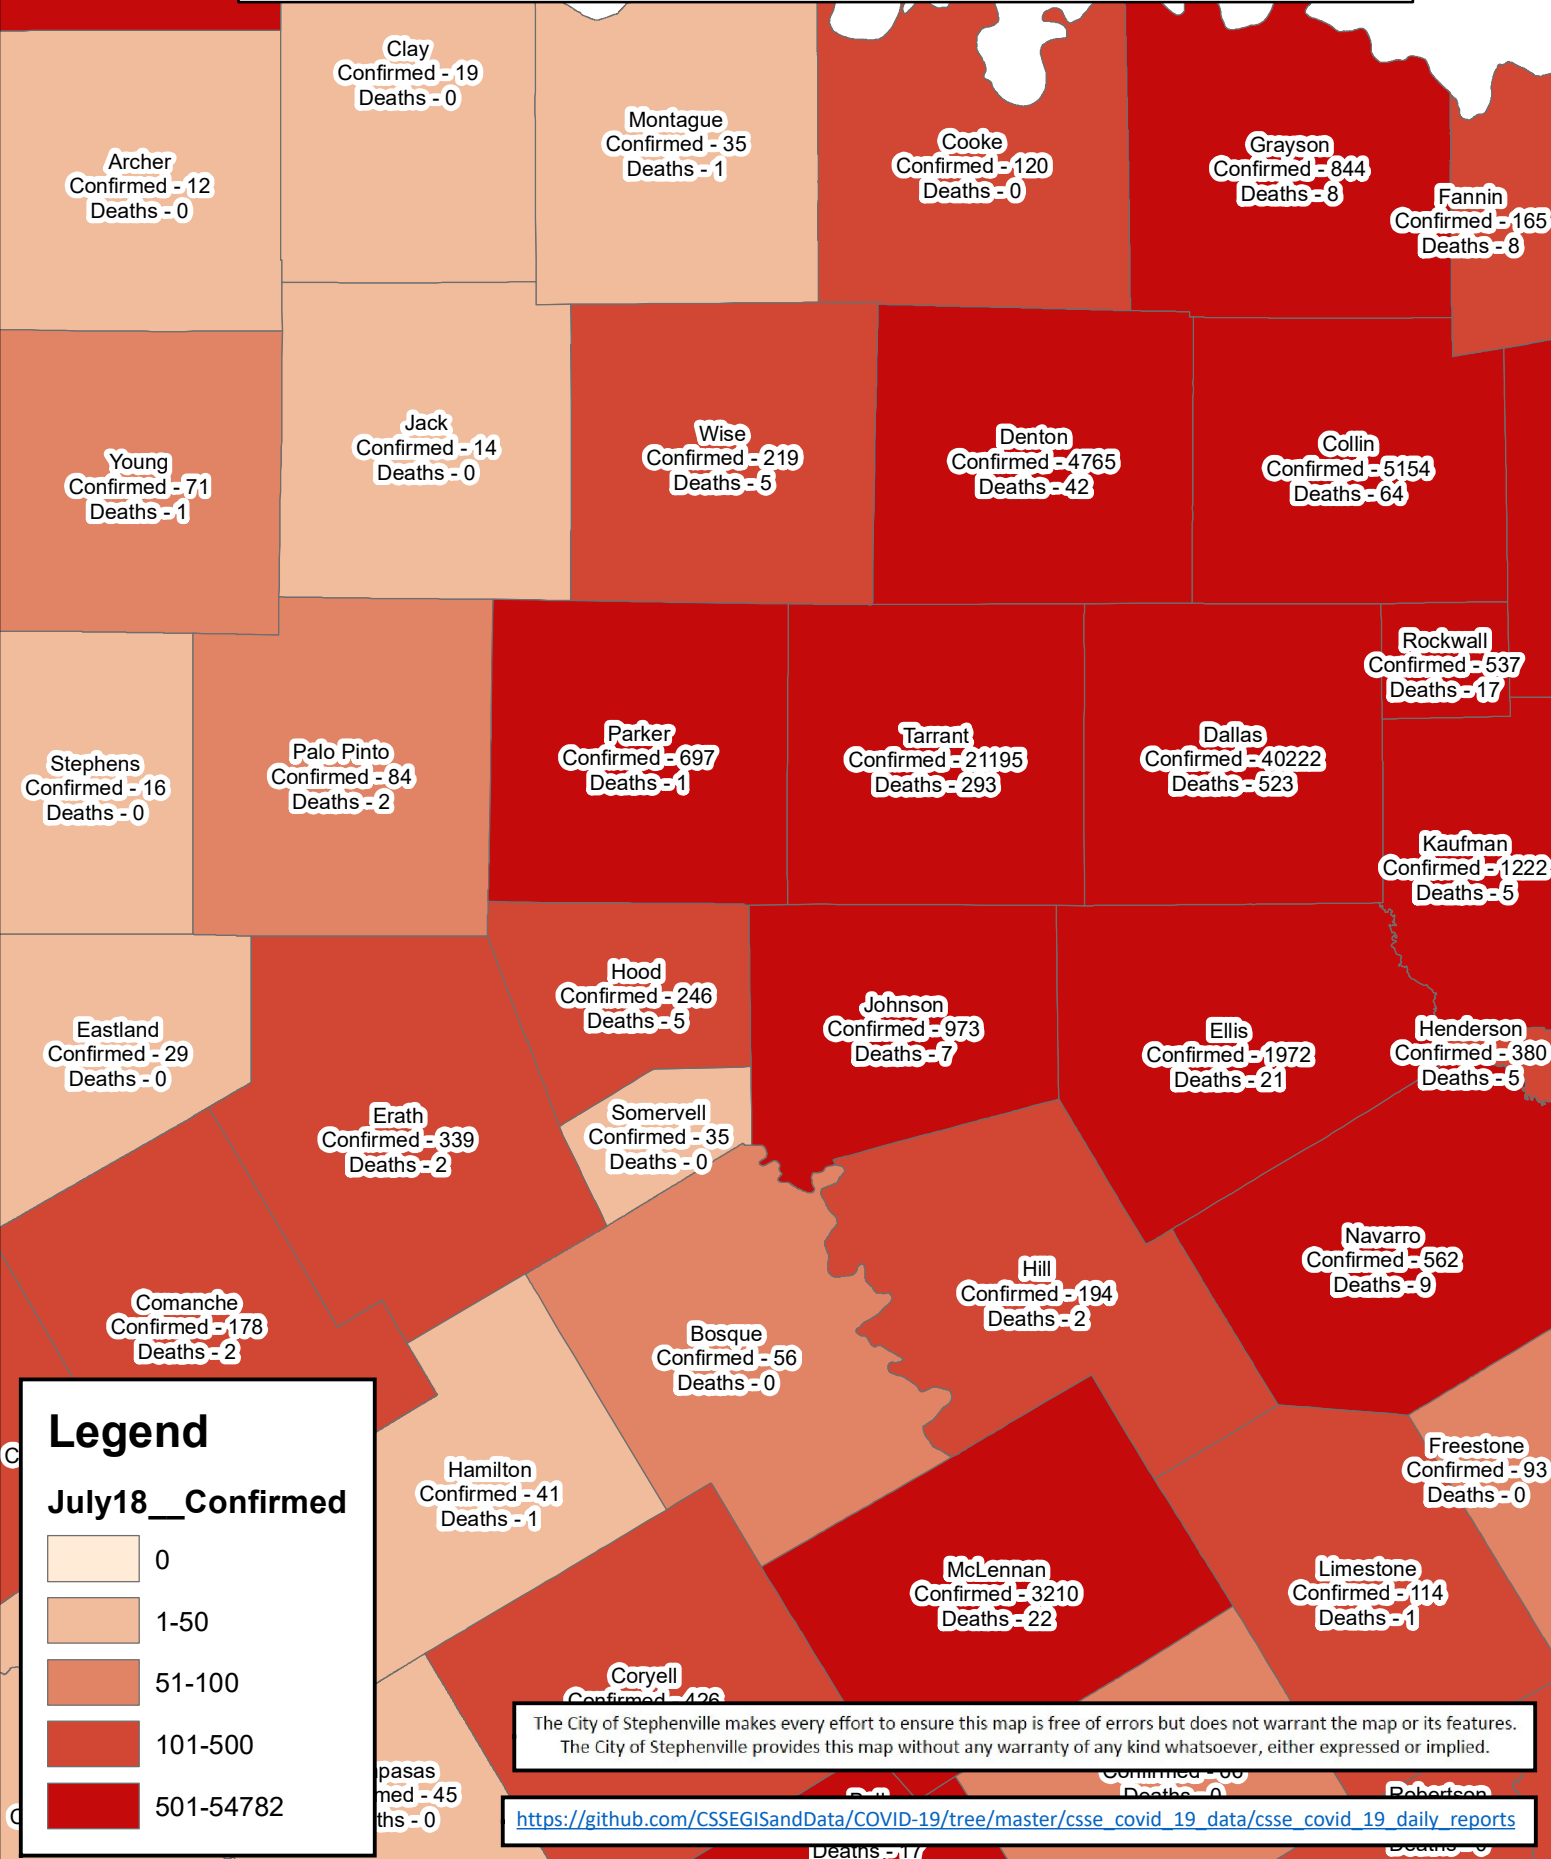 Clay
Confirmed - 19
Deaths - 0
Montague
Confirmed - 35
Deaths - 1
Cooke
Confirmed - 120
Deaths - 0
Grayson
Confirmed - 844
Deaths - 8
Archer
Confirmed - 12
Deaths - 0
Fannin
Confirmed - 165
Deaths - 8
Young
Confirmed - 71
Deaths - 1
Jack
Confirmed - 14
Deaths - 0
Wise
Confirmed - 219
Deaths - 5
Denton
Confirmed - 4765
Deaths - 42
Collin
Confirmed - 5154
Deaths - 64
Rockwall
Confirmed - 537
Deaths - 17
Stephens
Confirmed - 16
Deaths - 0
Palo Pinto
Confirmed - 84
Deaths - 2
Parker
Confirmed - 697
Deaths - 1
Tarrant
Confirmed - 21195
Deaths - 293
Dallas
Confirmed - 40222
Deaths - 523
Kaufman
Confirmed - 1222
Deaths - 5
Eastland
Confirmed - 29
Deaths - 0
Hood
Confirmed - 246
Deaths - 5
Johnson
Confirmed - 973
Deaths - 7
Ellis
Confirmed - 1972
Deaths - 21
Henderson
Confirmed - 380
Deaths - 5
Erath
Confirmed - 339
Deaths - 2
Somervell
Confirmed - 35
Deaths - 0
Comanche
Confirmed - 178
Deaths - 2
Bosque
Confirmed - 56
Deaths - 0
Hill
Confirmed - 194
Deaths - 2
Navarro
Confirmed - 562
Deaths - 9
Hamilton
Confirmed - 41
Deaths - 1
Freestone
Confirmed - 93
Deaths - 0
McLennan
Confirmed - 3210
Deaths - 22
Limestone
Confirmed - 114
Deaths - 1
Coryell
Confirmed - 426
pasas
med - 45
ths - 0
Deaths - 0
Robertson
Deaths - 17
Legend
July18__Confirmed
0
1-50
51-100
101-500
501-54782
The City of Stephenville makes every effort to ensure this map is free of errors but does not warrant the map or its features.
The City of Stephenville provides this map without any warranty of any kind whatsoever, either expressed or implied.
https://github.com/CSSEGISandData/COVID-19/tree/master/csse_covid_19_data/csse_covid_19_daily_reports